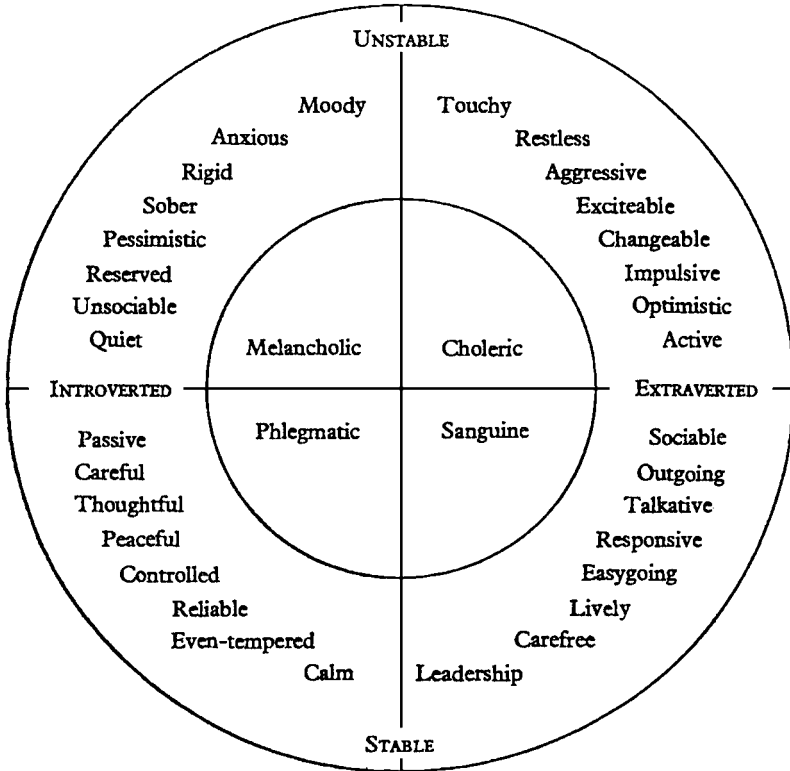 UNSTABLE
Moody Touchy
Anxious Restless
Rigid Aggressive
Sober Exciteable
Pessimistic Changeable
Reserved Impulsive
Unsociable Optimistic
Quiet Active
Melancholic Choleric
INTROVERTED EXTRAVERTED
Phlegmatic Sanguine
Passive Sociable
Careful Outgoing
Thoughtful Talkative
Peaceful Responsive
Controlled Easygoing
Reliable Lively
Even-tempered Carefree
Calm Leadership
STABLE